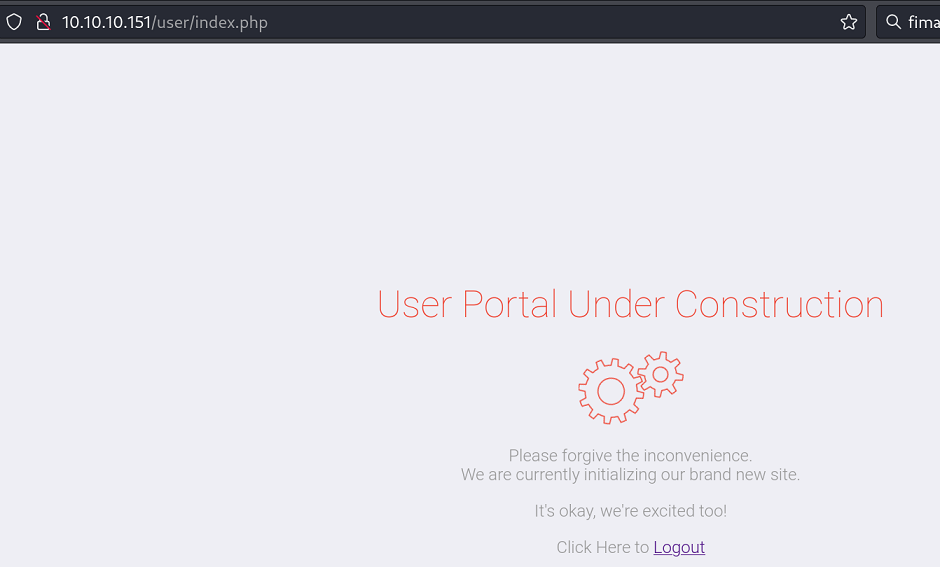 10.10.10.151/user/index.php
fima
User Portal Under Construction
Please forgive the inconvenience.
We are currently initializing our brand new site.
It's okay, we're excited too!
Click Here to Logout